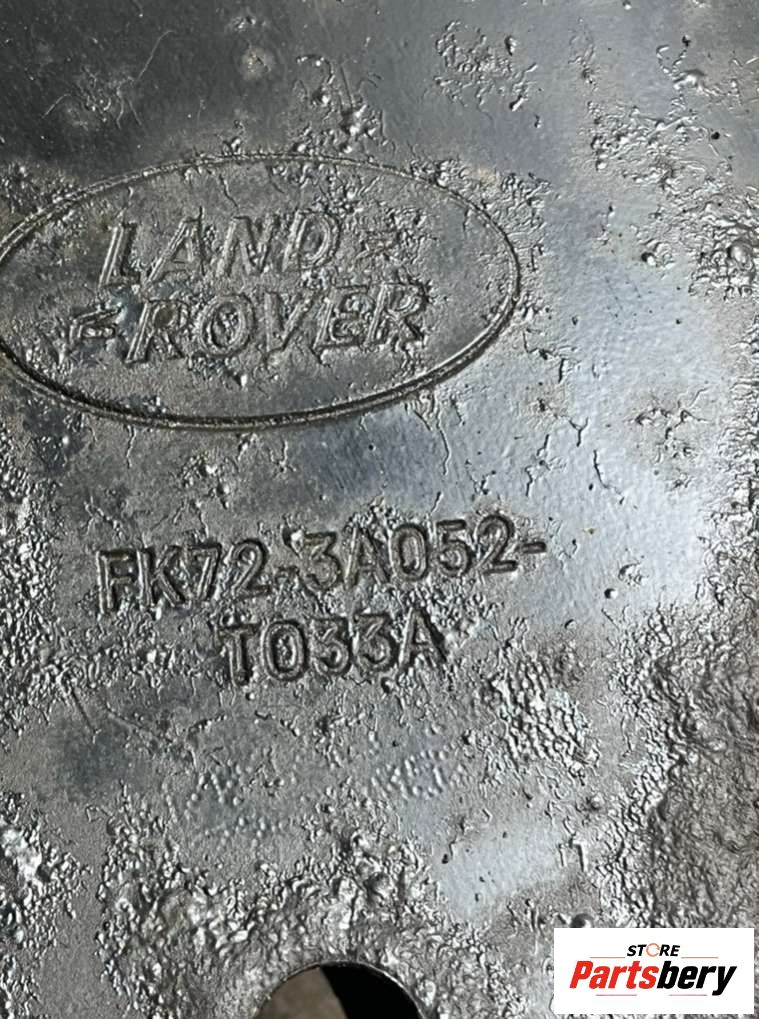 LAND
ROVER
FK72-3A052-
T033A
STORE
Partsbery